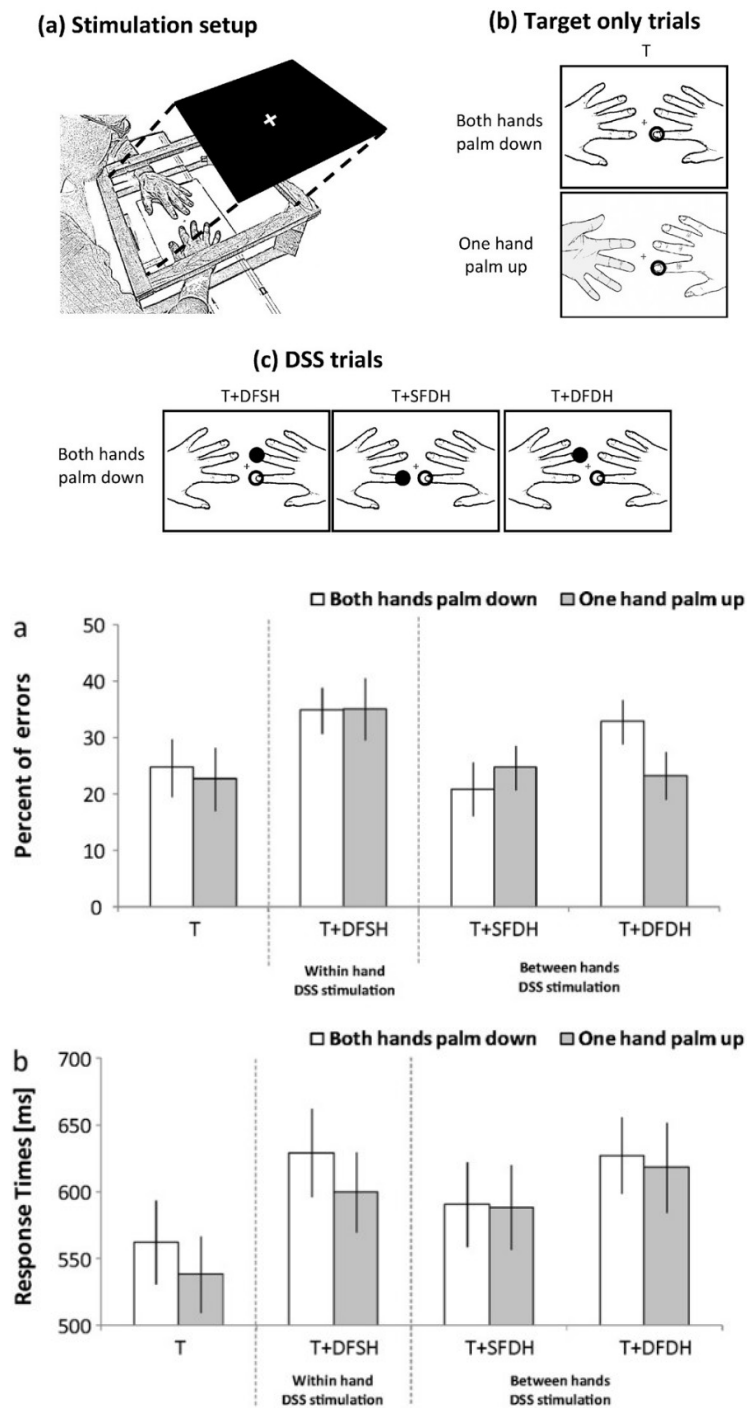 (a) Stimulation setup
(b) Target only trials
T
Both hands
palm down
One hand
palm up
(c) DSS trials
T+DFSH
T+SFDH
T+DFDH
Both hands
palm down
a
Both hands palm down
One hand palm up
Percent of errors
50
40
30
20
10
0
T
T+DFSH
T+SFDH
T+DFDH
Within hand
DSS stimulation
Between hands
DSS stimulation
b
Both hands palm down
One hand palm up
Response Times [ms]
700
650
600
550
500
T
T+DFSH
T+SFDH
T+DFDH
Within hand
DSS stimulation
Between hands
DSS stimulation